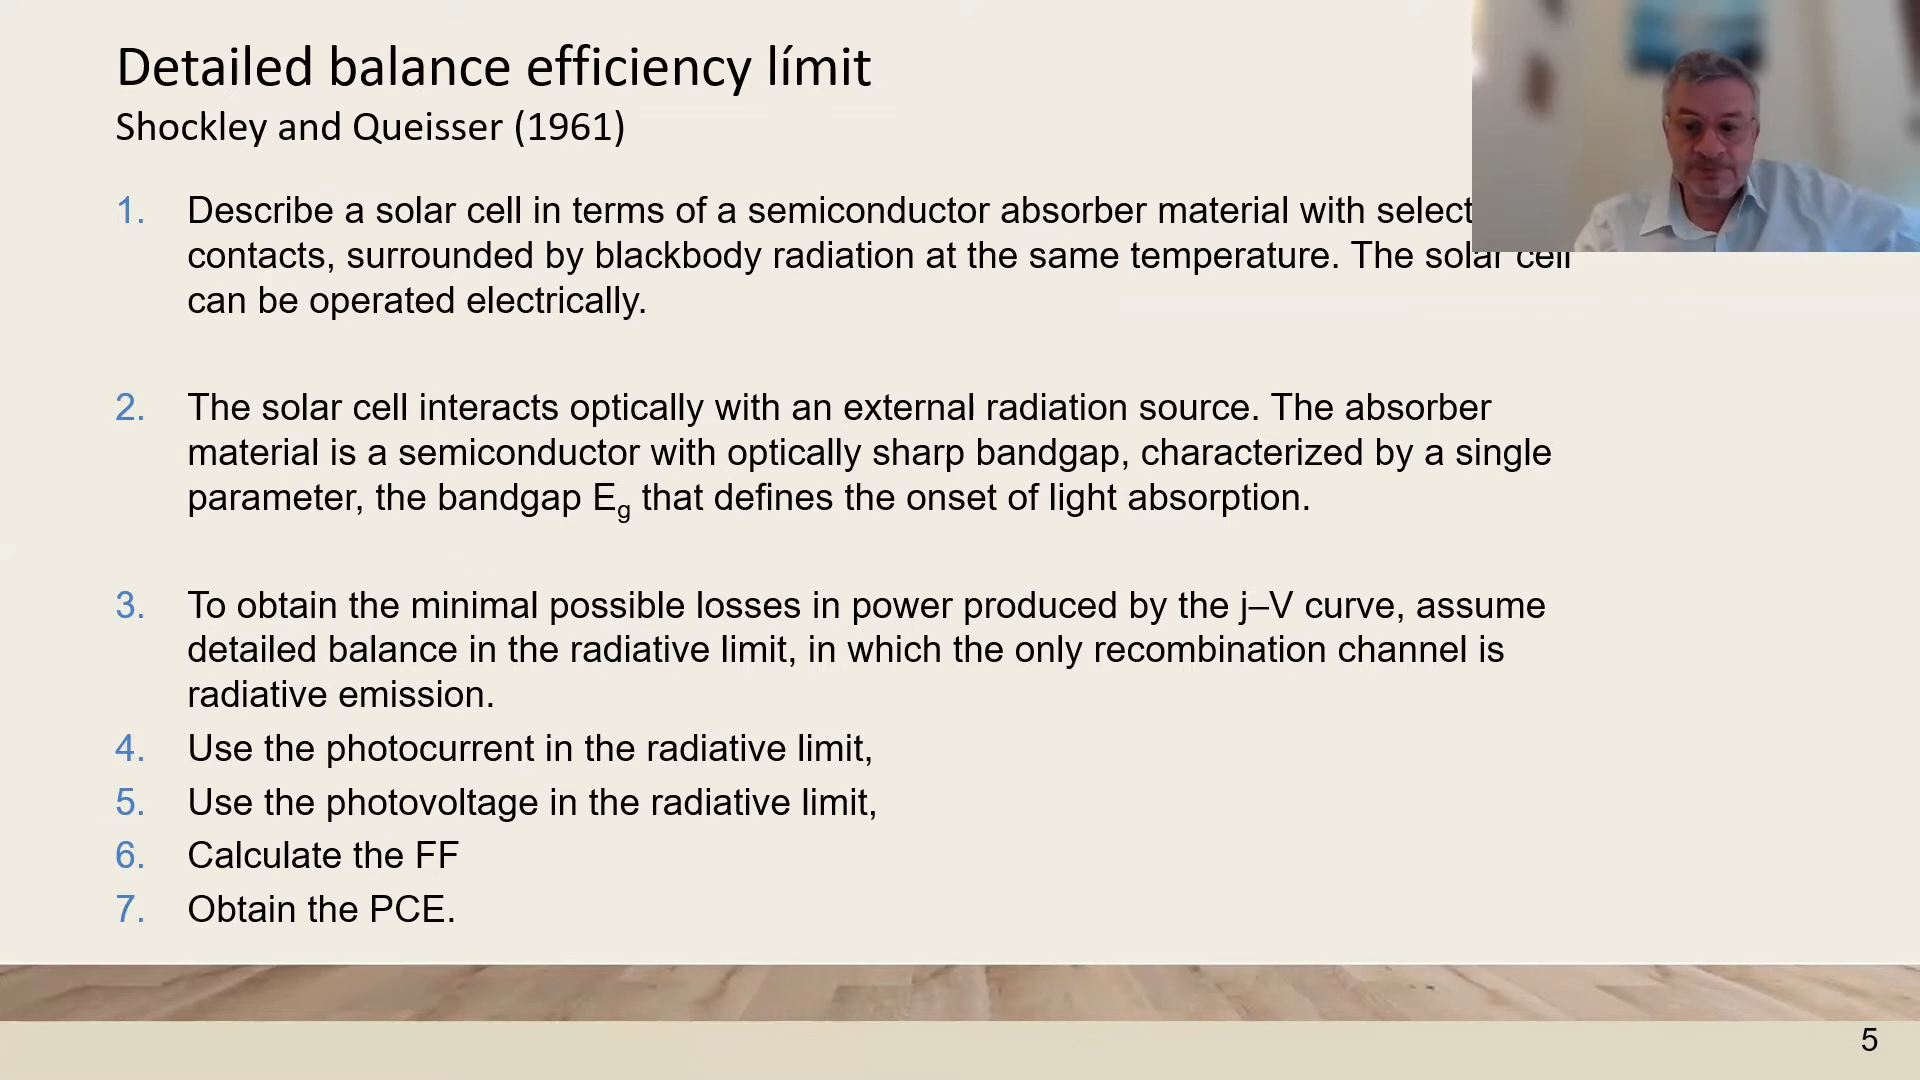 Detailed balance efficiency límit
Shockley and Queisser (1961)
1. Describe a solar cell in terms of a semiconductor absorber material with select
contacts, surrounded by blackbody radiation at the same temperature. The solar cell
can be operated electrically.
2. The solar cell interacts optically with an external radiation source. The absorber
material is a semiconductor with optically sharp bandgap, characterized by a single
parameter, the bandgap Eg that defines the onset of light absorption.
3. To obtain the minimal possible losses in power produced by the j–V curve, assume
detailed balance in the radiative limit, in which the only recombination channel is
radiative emission.
4. Use the photocurrent in the radiative limit,
5. Use the photovoltage in the radiative limit,
6. Calculate the FF
7. Obtain the PCE.
5